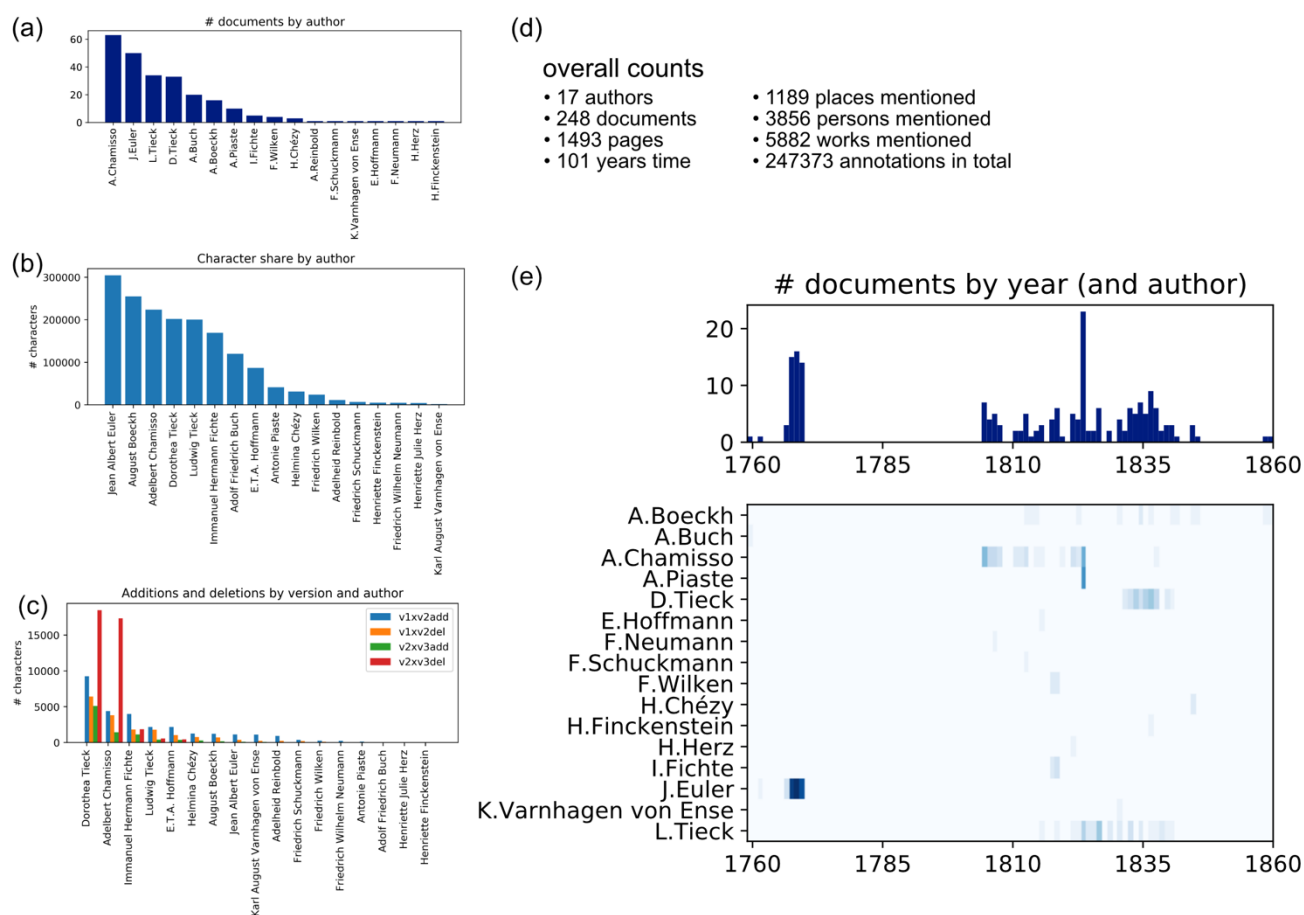 (a)
# documents by author
60
40
20
0
A.Chamisso
J.Euler
L.Tieck
D.Tieck
A.Buch
A.Boeckh
A.Piaste
I.Fichte
F.Wilken
H.Chézy
A.Reinbold
F.Schuckmann
K.Varnhagen von Ense
E.Hoffmann
F.Neumann
H.Herz
H.Finckenstein
(b)
Character share by author
# characters
300000
200000
100000
0
Jean Albert Euler
August Boeckh
Adelbert Chamisso
Dorothea Tieck
Ludwig Tieck
Immanuel Hermann Fichte
Adolf Friedrich Buch
E.T.A. Hoffmann
Antonie Piaste
Helmina Chézy
Friedrich Wilken
Adelheid Reinbold
Friedrich Schuckmann
Henriette Finckenstein
Friedrich Wilhelm Neumann
Henriette Julie Herz
Karl August Varnhagen von Ense
(c)
Additions and deletions by version and author
# characters
15000
10000
5000
0
v1xv2add
v1xv2del
v2xv3add
v2xv3del
Dorothea Tieck
Adelbert Chamisso
Immanuel Hermann Fichte
Ludwig Tieck
E.T.A. Hoffmann
Helmina Chézy
August Boeckh
Jean Albert Euler
Karl August Varnhagen von Ense
Adelheid Reinbold
Friedrich Schuckmann
Friedrich Wilken
Friedrich Wilhelm Neumann
Antonie Piaste
Adolf Friedrich Buch
Henriette Julie Herz
Henriette Finckenstein
(d)
overall counts
• 17 authors
• 248 documents
• 1493 pages
• 101 years time
• 1189 places mentioned
• 3856 persons mentioned
• 5882 works mentioned
• 247373 annotations in total
(e)
# documents by year (and author)
20
10
0
1760 1785 1810 1835 1860
A.Boeckh
A.Buch
A.Chamisso
A.Piaste
D.Tieck
E.Hoffmann
F.Neumann
F.Schuckmann
F.Wilken
H.Chézy
H.Finckenstein
H.Herz
I.Fichte
J.Euler
K.Varnhagen von Ense
L.Tieck
1760 1785 1810 1835 1860